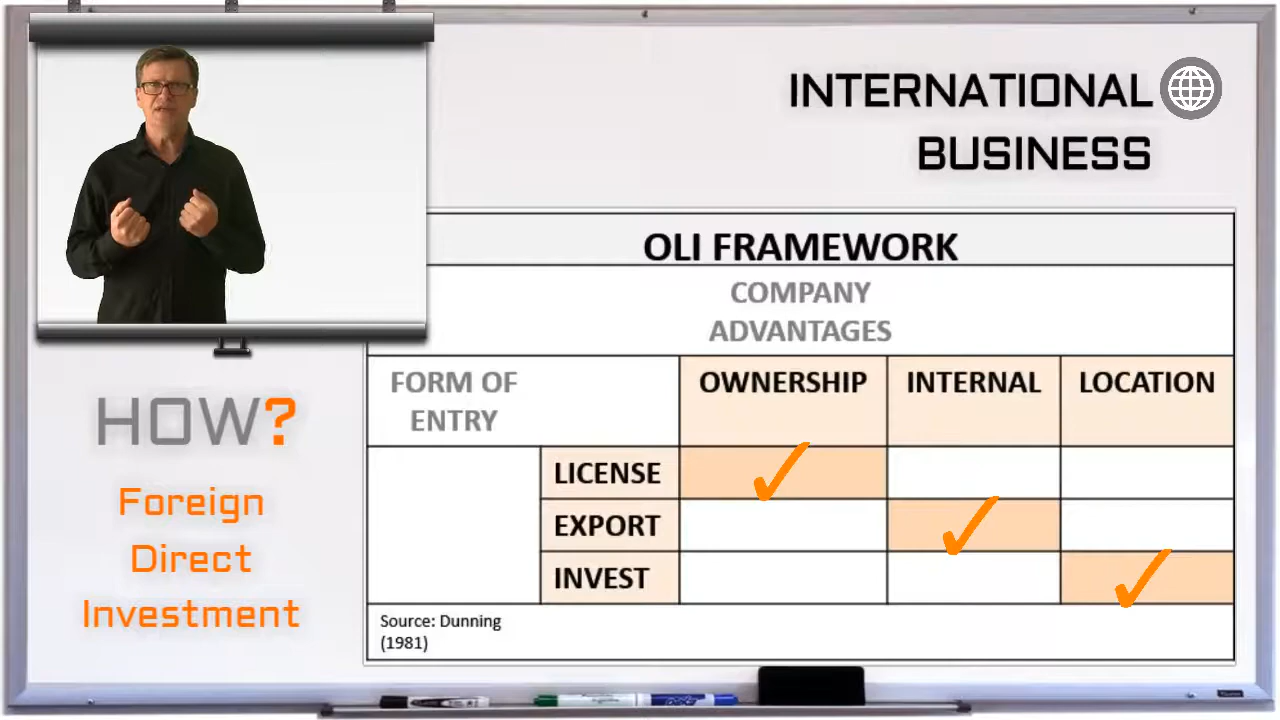 INTERNATIONAL
BUSINESS
OLI FRAMEWORK
COMPANY
ADVANTAGES
FORM OF
ENTRY
OWNERSHIP
INTERNAL
LOCATION
LICENSE
EXPORT
INVEST
Source: Dunning
(1981)
HOW?
Foreign
Direct
Investment